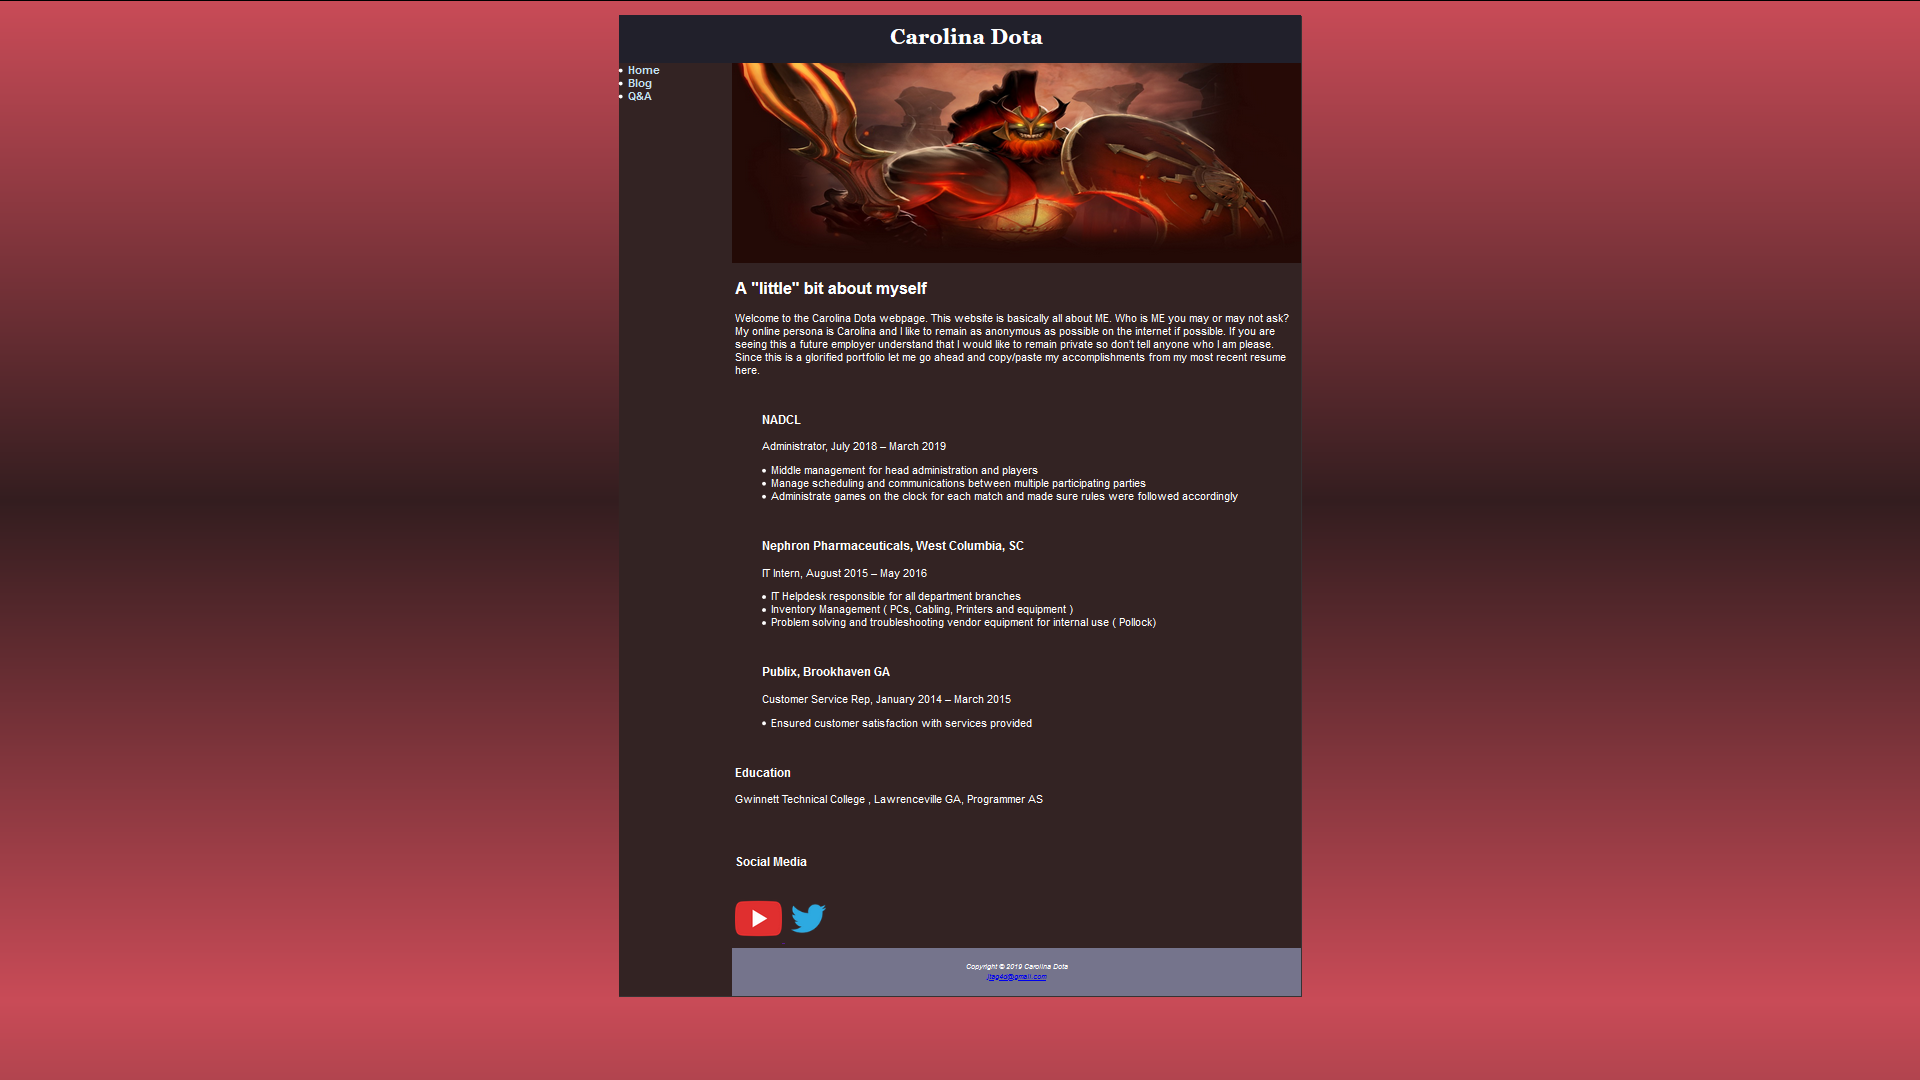 Carolina Dota
Home
Blog
Q&A
A "little" bit about myself
Welcome to the Carolina Dota webpage. This website is basically all about ME. Who is ME you may or may not ask?
My online persona is Carolina and I like to remain as anonymous as possible on the internet if possible. If you are
seeing this a future employer understand that I would like to remain private so don't tell anyone who I am please.
Since this is a glorified portfolio let me go ahead and copy/paste my accomplishments from my most recent resume
here.
NADCL
Administrator, July 2018 – March 2019
• Middle management for head administration and players
• Manage scheduling and communications between multiple participating parties
• Administrate games on the clock for each match and made sure rules were followed accordingly
Nephron Pharmaceuticals, West Columbia, SC
IT Intern, August 2015 – May 2016
• IT Helpdesk responsible for all department branches
• Inventory Management ( PCs, Cabling, Printers and equipment )
• Problem solving and troubleshooting vendor equipment for internal use ( Pollock)
Publix, Brookhaven GA
Customer Service Rep, January 2014 – March 2015
• Ensured customer satisfaction with services provided
Education
Gwinnett Technical College , Lawrenceville GA, Programmer AS
Social Media
Copyright © 2019 Carolina Dota